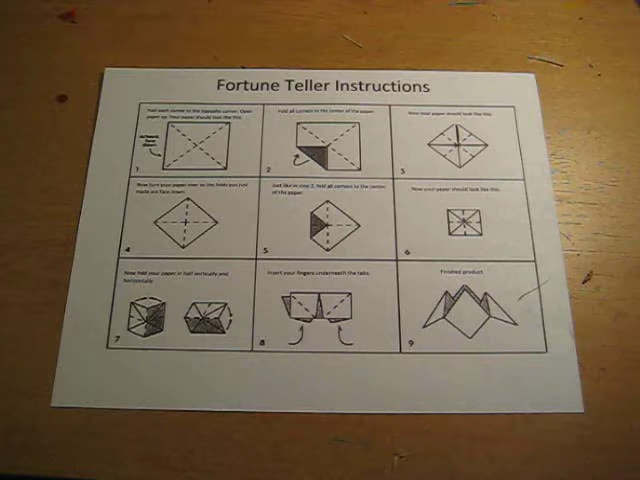 Fortune Teller Instructions
Fold each corner to the opposite corner. Open
paper up. Your paper should look like this.
down
1
Fold all corners to the center of the paper.
2
Now your paper should look like this.
3
Now turn your paper over so the folds you just
made are face down.
4
Just like in step 2, fold all corners to the center
of the paper.
5
Now your paper should look like this.
6
Now fold your paper in half vertically and
horizontally.
7
Insert your fingers underneath the tabs.
8
Finished product
9